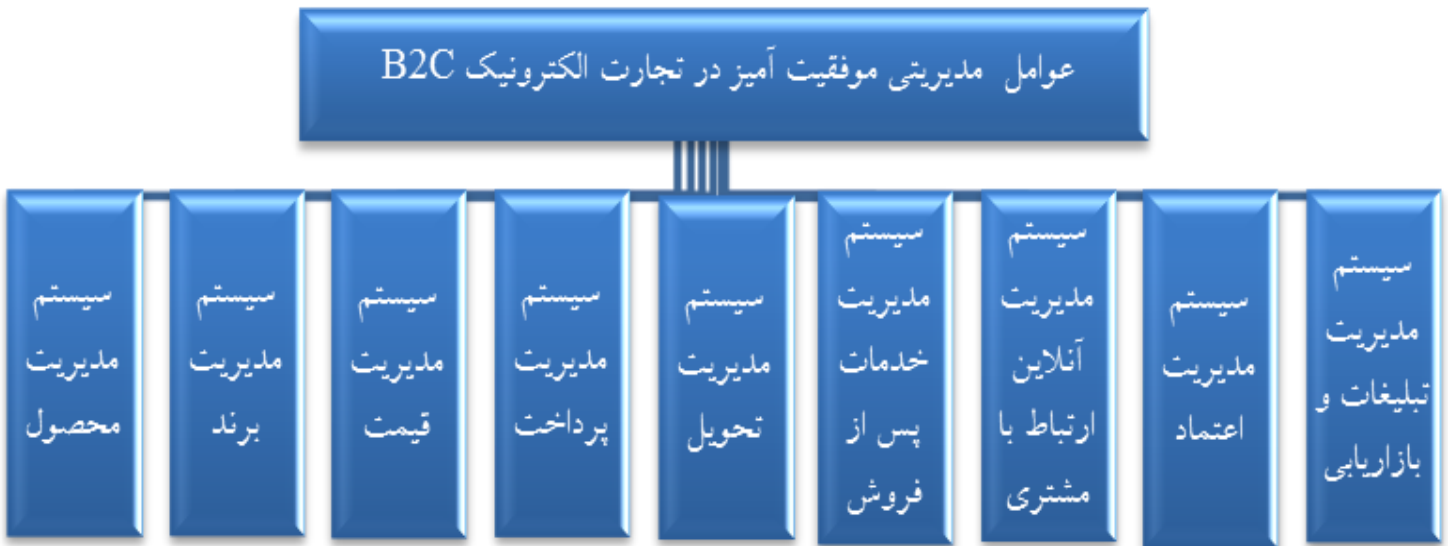 عوامل مدیریتی موفقیت آمیز در تجارت الکترونیک B2C
سیستم
مدیریت
تبلیغات و
بازاریابی
سیستم
مدیریت
اعتماد
سیستم
مدیریت
آنلاین
ارتباط با
مشتری
سیستم
مدیریت
خدمات
پس از
فروش
سیستم
مدیریت
تحویل
سیستم
مدیریت
پرداخت
سیستم
مدیریت
قیمت
سیستم
مدیریت
برند
سیستم
مدیریت
محصول